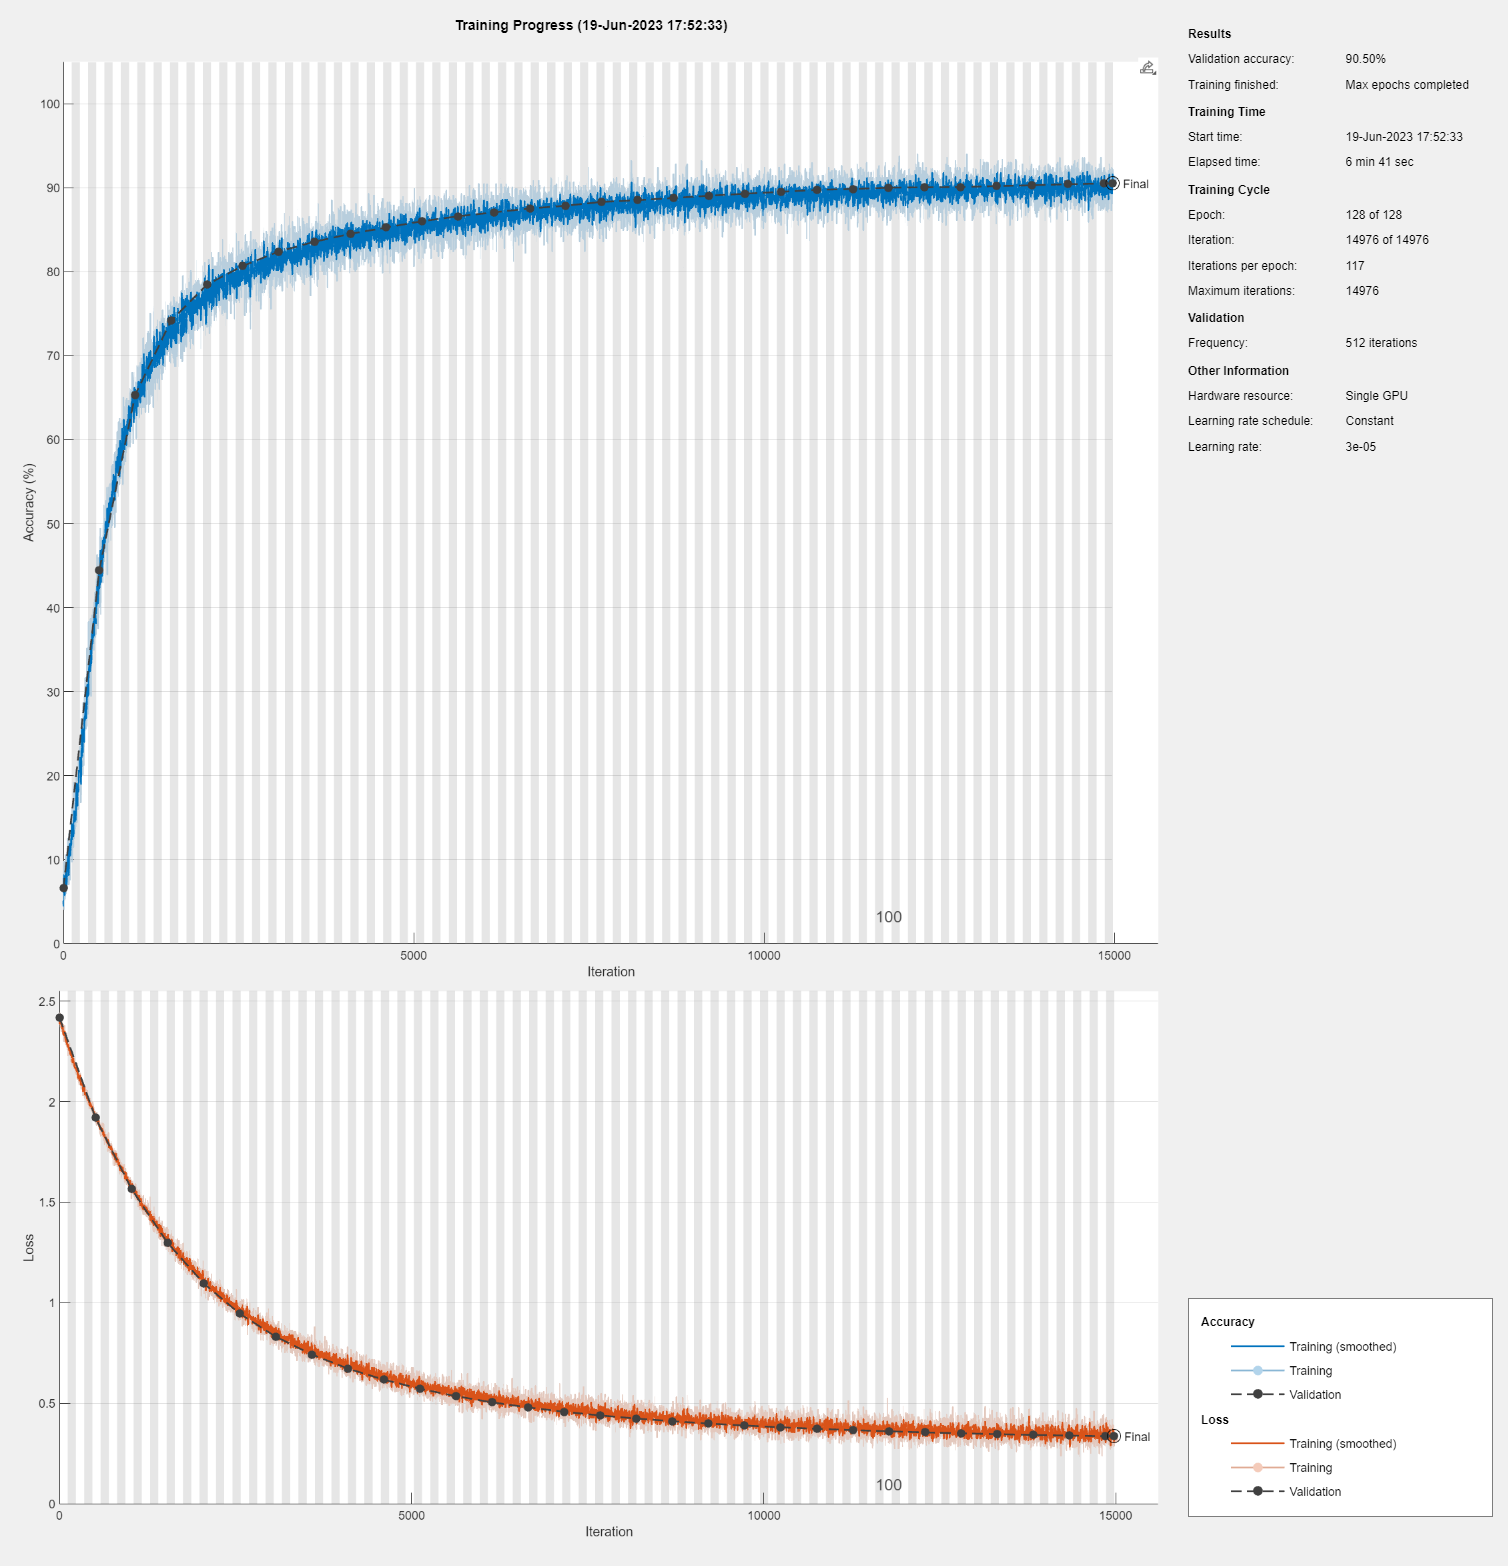 Training Progress (19-Jun-2023 17:52:33)
100
90
80
70
60
50
40
30
20
10
0
Accuracy (%)
Final
100
0 5000 10000 15000
Iteration
2.5
2
1.5
1
0.5
0
Loss
Final
100
0 5000 10000 15000
Iteration
Results
Validation accuracy: 90.50%
Training finished: Max epochs completed
Training Time
Start time: 19-Jun-2023 17:52:33
Elapsed time: 6 min 41 sec
Training Cycle
Epoch: 128 of 128
Iteration: 14976 of 14976
Iterations per epoch: 117
Maximum iterations: 14976
Validation
Frequency: 512 iterations
Other Information
Hardware resource: Single GPU
Learning rate schedule: Constant
Learning rate: 3e-05
Accuracy
Training (smoothed)
Training
Validation
Loss
Training (smoothed)
Training
Validation